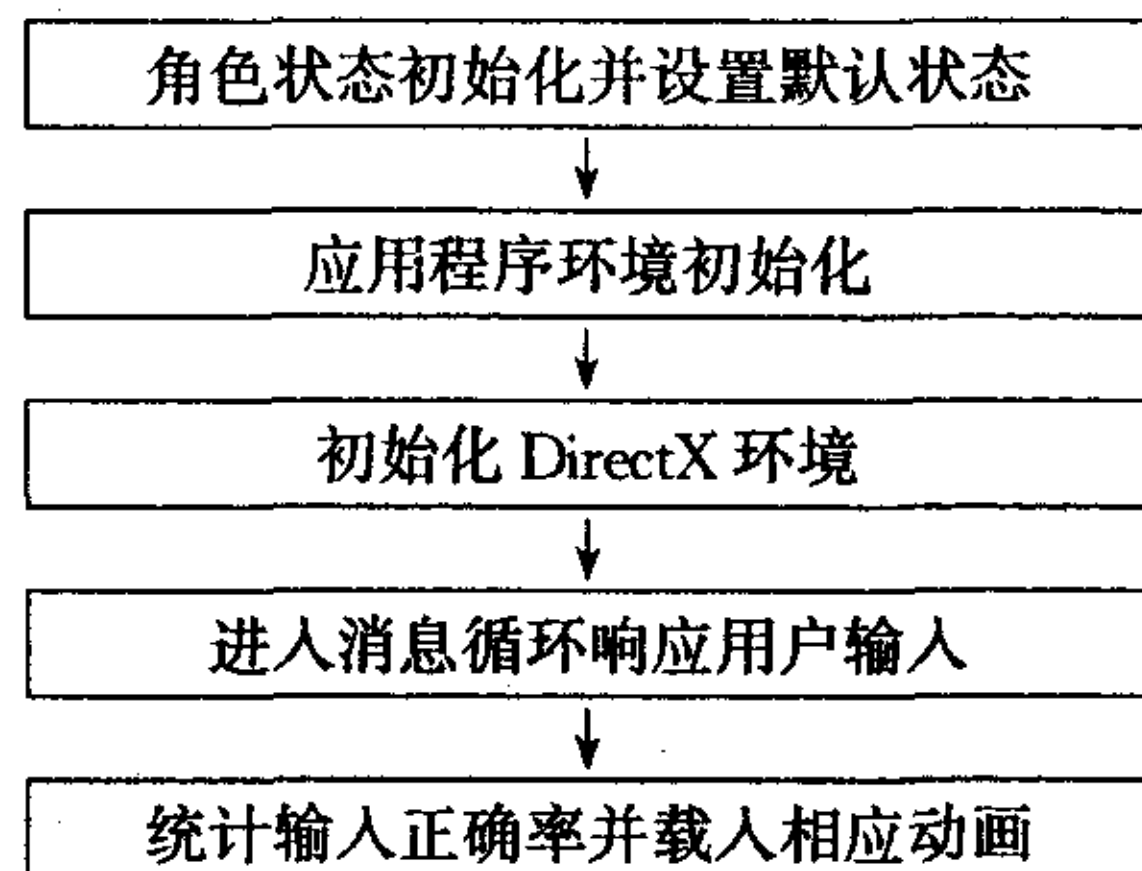 角色状态初始化并设置默认状态
应用程序环境初始化
初始化 DirectX 环境
进入消息循环响应用户输入
统计输入正确率并载入相应动画